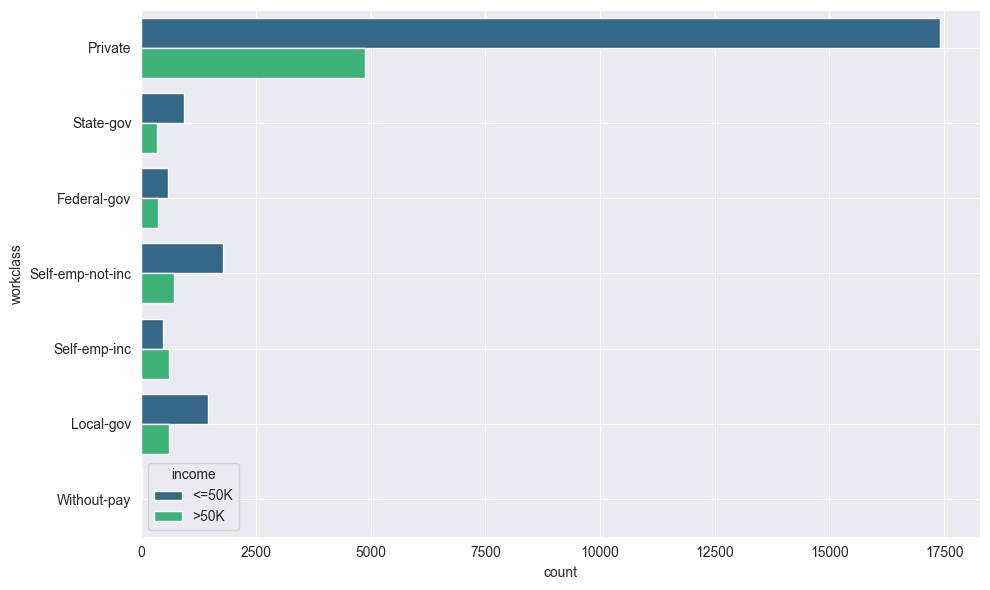 Private
State-gov
Federal-gov
Self-emp-not-inc
Self-emp-inc
Local-gov
Without-pay
workclass
income
<=50K
>50K
0 2500 5000 7500 10000 12500 15000 17500
count